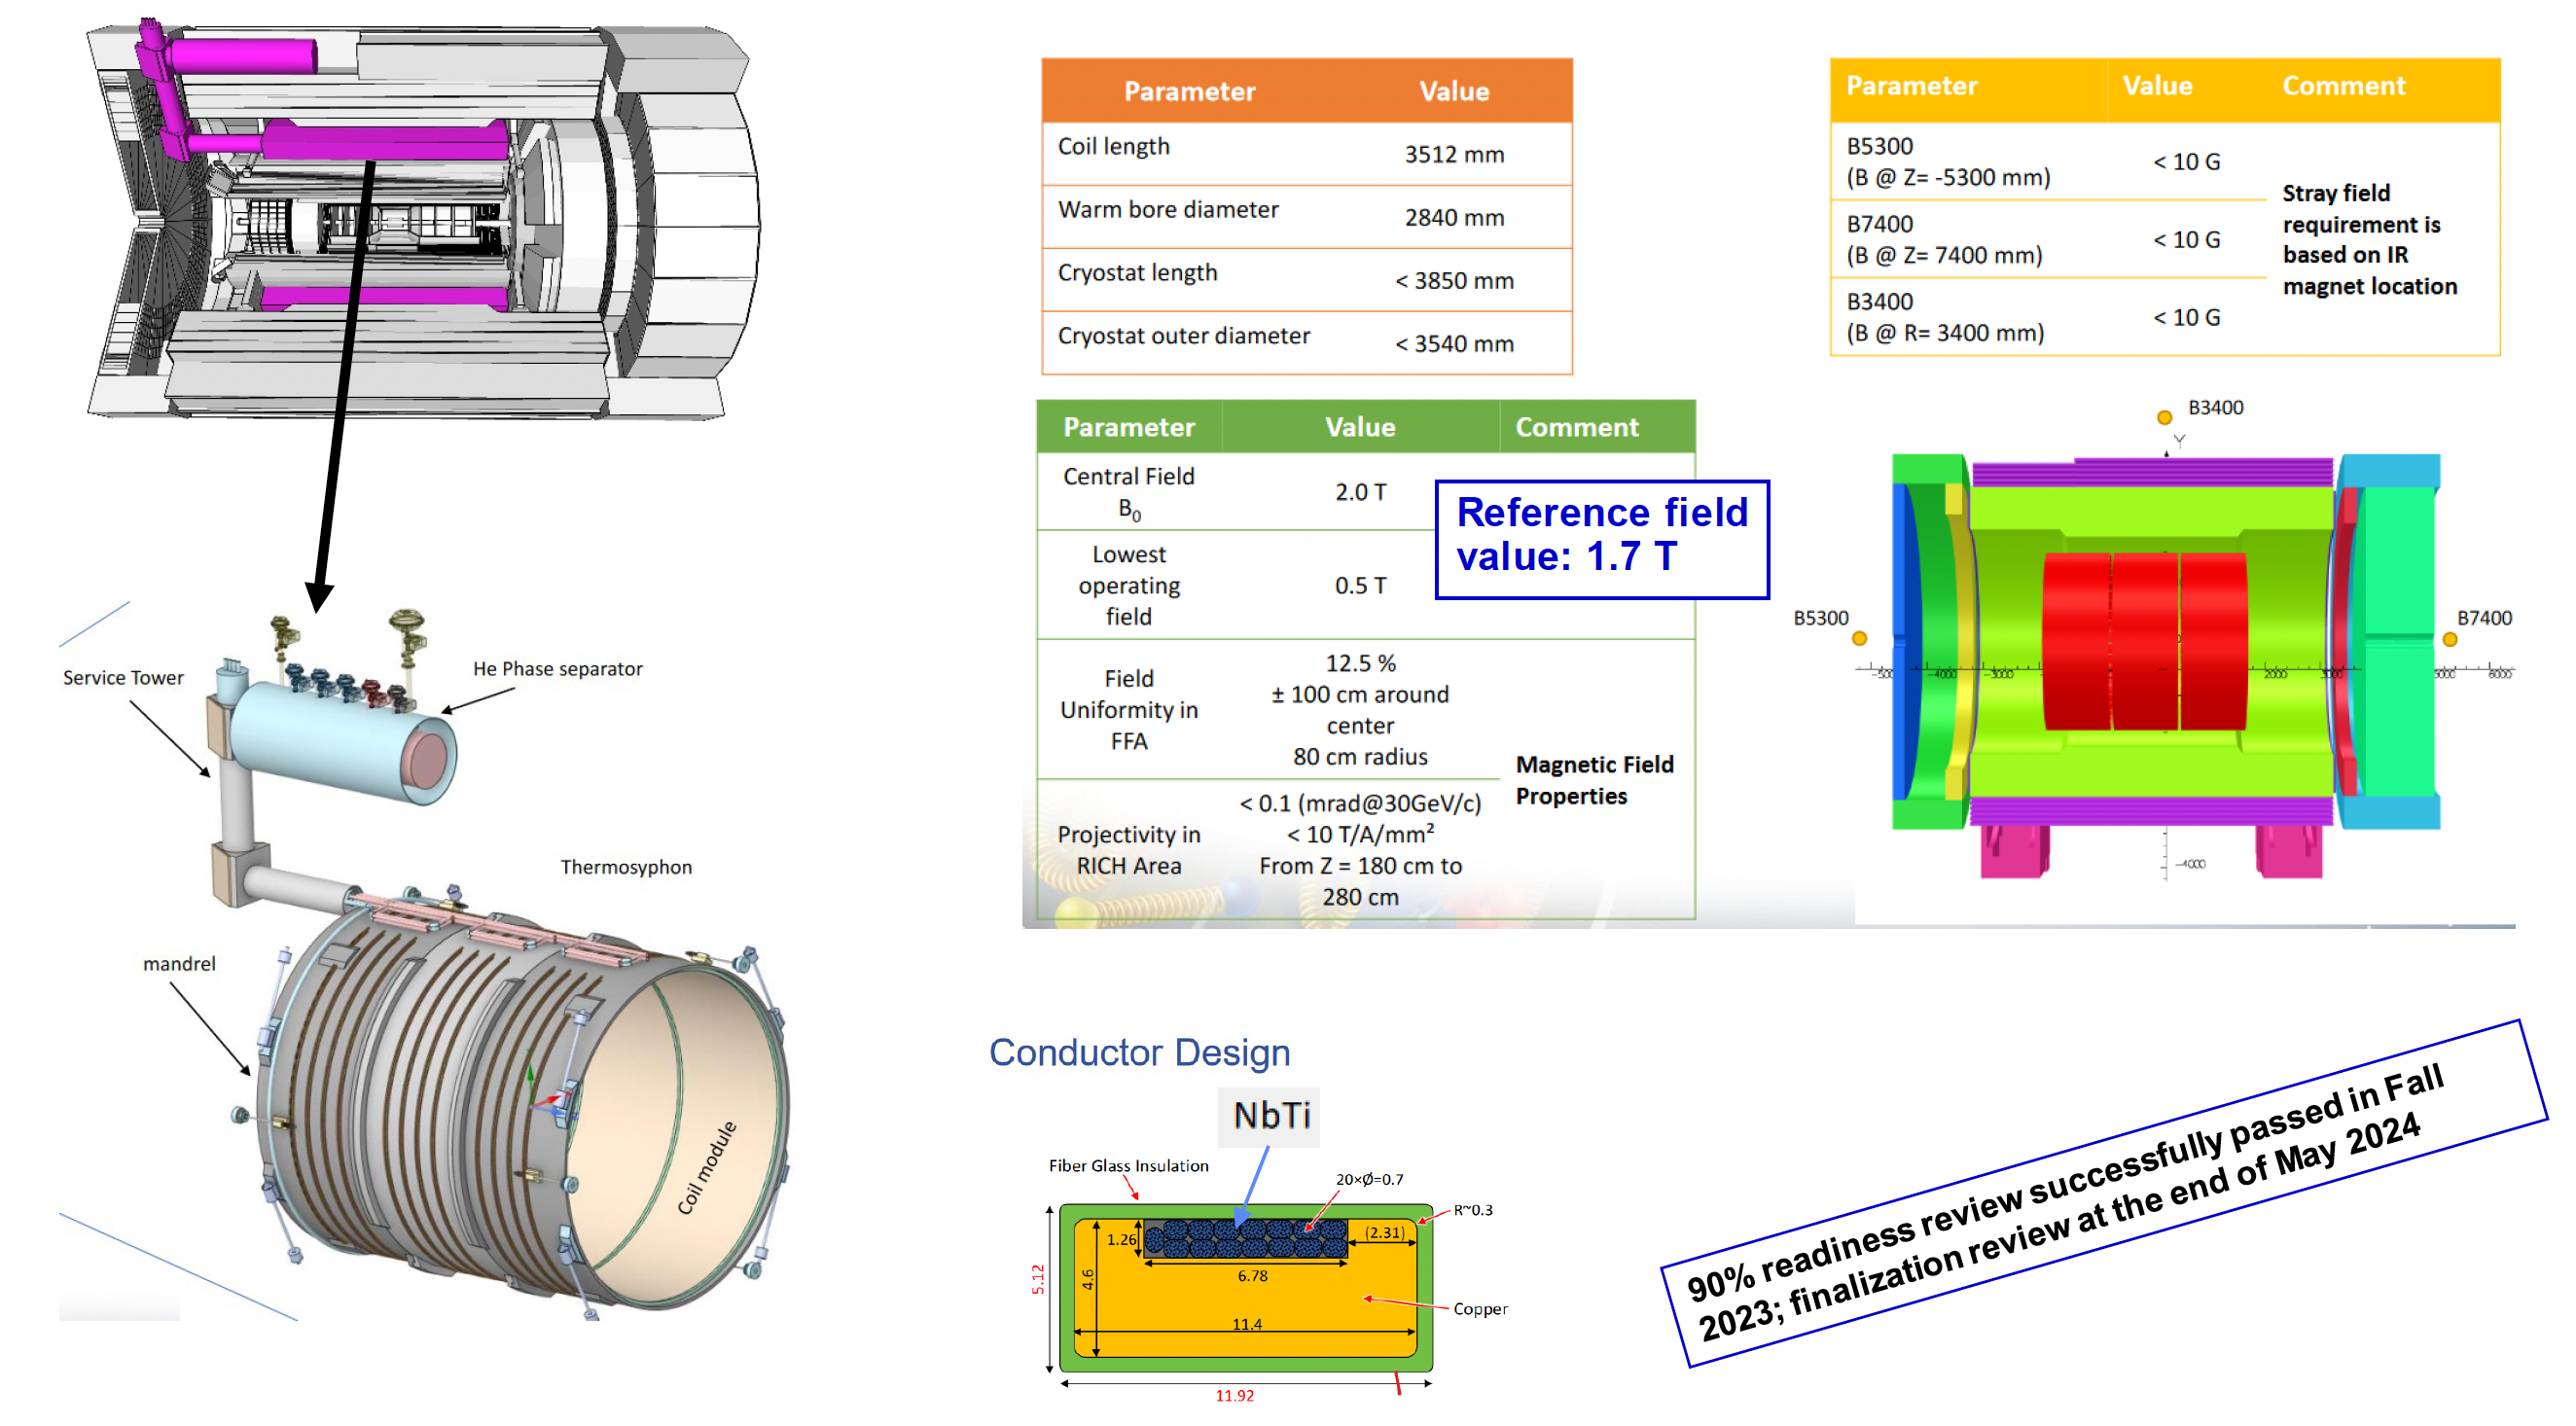 Parameter Value
Coil length 3512 mm
Warm bore diameter 2840 mm
Cryostat length < 3850 mm
Cryostat outer diameter < 3540 mm
Parameter Value Comment
B5300
(B @ Z= -5300 mm)
< 10 G
B7400
(B @ Z= 7400 mm)
< 10 G
B3400
(B @ R= 3400 mm)
< 10 G
Stray field
requirement is
based on IR
magnet location
Parameter Value Comment
Central Field
B0
2.0 T
Lowest
operating
field
0.5 T
Field
Uniformity in
FFA
12.5 %
± 100 cm around
center
80 cm radius
Projectivity in
RICH Area
< 0.1 (mrad@30GeV/c)
< 10 T/A/mm²
From Z = 180 cm to
280 cm
Magnetic Field
Properties
Reference field
value: 1.7 T
B3400
Y
B5300
B7400
-4000
-3000
2000
6000
-4000
Service Tower
He Phase separator
Thermosyphon
mandrel
Coil module
Conductor Design
NbTi
Fiber Glass Insulation
20×Ø=0.7
R~0.3
1.26
(2.31)
6.78
5.12
4.6
Copper
11.4
11.92
90% readiness review successfully passed in Fall
2023; finalization review at the end of May 2024